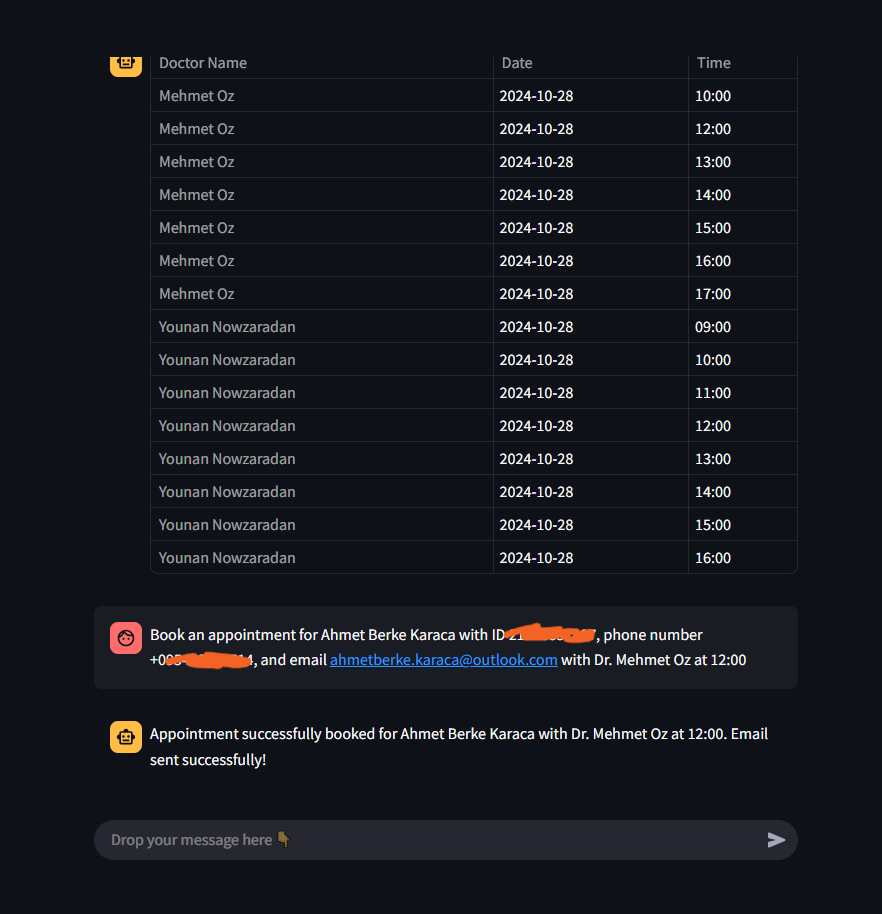 Doctor Name Date Time
Mehmet Oz 2024-10-28 10:00
Mehmet Oz 2024-10-28 12:00
Mehmet Oz 2024-10-28 13:00
Mehmet Oz 2024-10-28 14:00
Mehmet Oz 2024-10-28 15:00
Mehmet Oz 2024-10-28 16:00
Mehmet Oz 2024-10-28 17:00
Younan Nowzaradan 2024-10-28 09:00
Younan Nowzaradan 2024-10-28 10:00
Younan Nowzaradan 2024-10-28 11:00
Younan Nowzaradan 2024-10-28 12:00
Younan Nowzaradan 2024-10-28 13:00
Younan Nowzaradan 2024-10-28 14:00
Younan Nowzaradan 2024-10-28 15:00
Younan Nowzaradan 2024-10-28 16:00
Book an appointment for Ahmet Berke Karaca with ID , phone number
, and email ahmetberke.karaca@outlook.com with Dr. Mehmet Oz at 12:00
Appointment successfully booked for Ahmet Berke Karaca with Dr. Mehmet Oz at 12:00. Email
sent successfully!
Drop your message here 👇